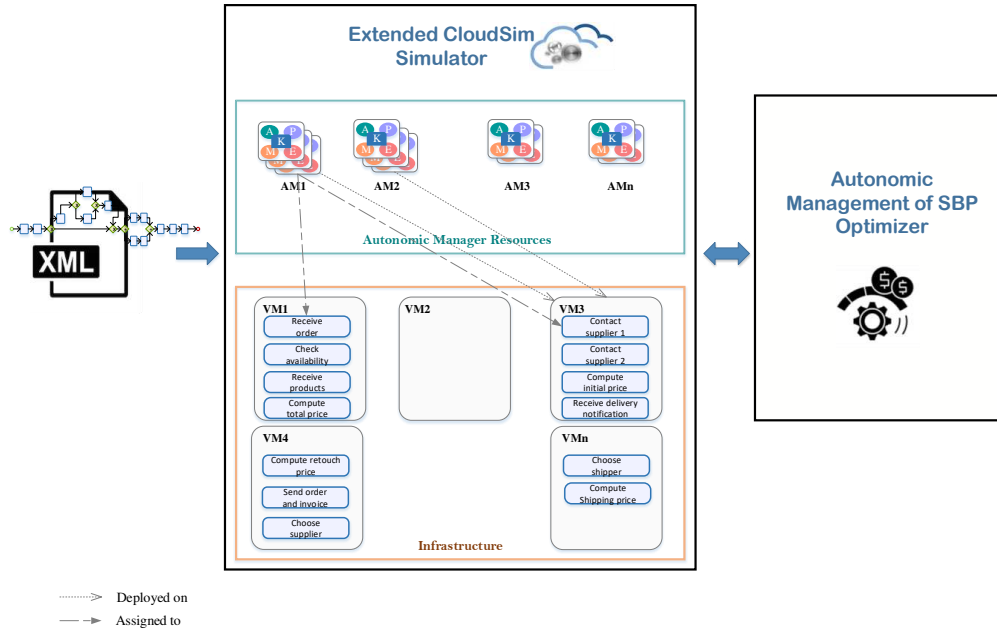 Extended CloudSim
Simulator
A P
K
M E
A P
K
M E
A P
K
M E
A P
K
M E
AM1
AM2
AM3
AMn
Autonomic Manager Resources
XML
Autonomic
Management of SBP
Optimizer
$ $
VM1
Receive
order
Check
availability
Receive
products
Compute
total price
VM2
VM3
Contact
supplier 1
Contact
supplier 2
Compute
initial price
Receive delivery
notification
VM4
Compute retouch
price
Send order
and invoice
Choose
supplier
VMn
Choose
shipper
Compute
Shipping price
Infrastructure
Deployed on
Assigned to